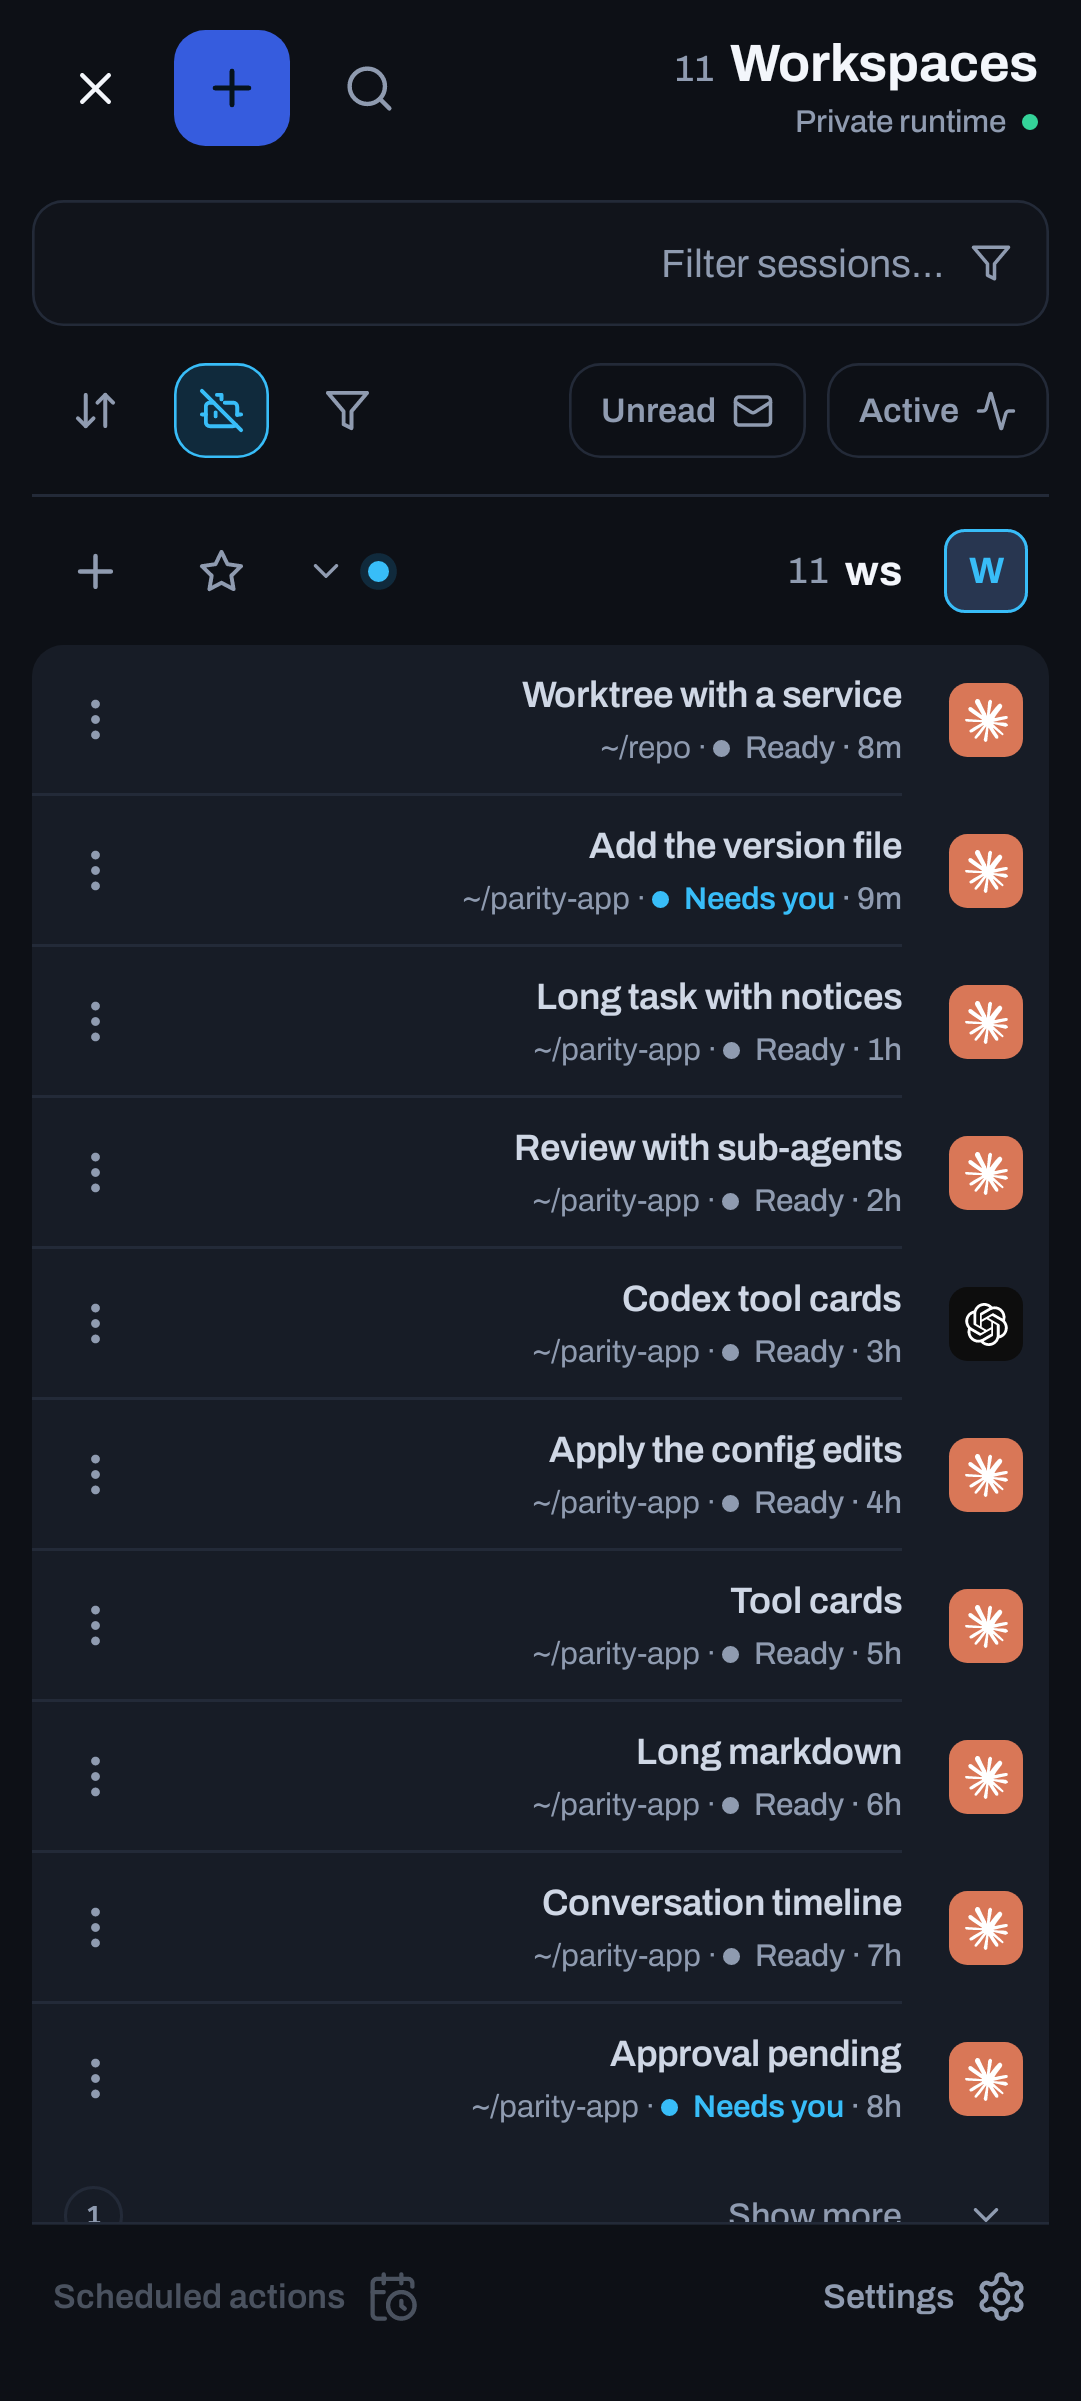 11 Workspaces
Private runtime
Filter sessions...
Unread
Active
11 ws
W
Worktree with a service
~/repo · Ready · 8m
Add the version file
~/parity-app · Needs you · 9m
Long task with notices
~/parity-app · Ready · 1h
Review with sub-agents
~/parity-app · Ready · 2h
Codex tool cards
~/parity-app · Ready · 3h
Apply the config edits
~/parity-app · Ready · 4h
Tool cards
~/parity-app · Ready · 5h
Long markdown
~/parity-app · Ready · 6h
Conversation timeline
~/parity-app · Ready · 7h
Approval pending
~/parity-app · Needs you · 8h
1 Show more
Scheduled actions
Settings